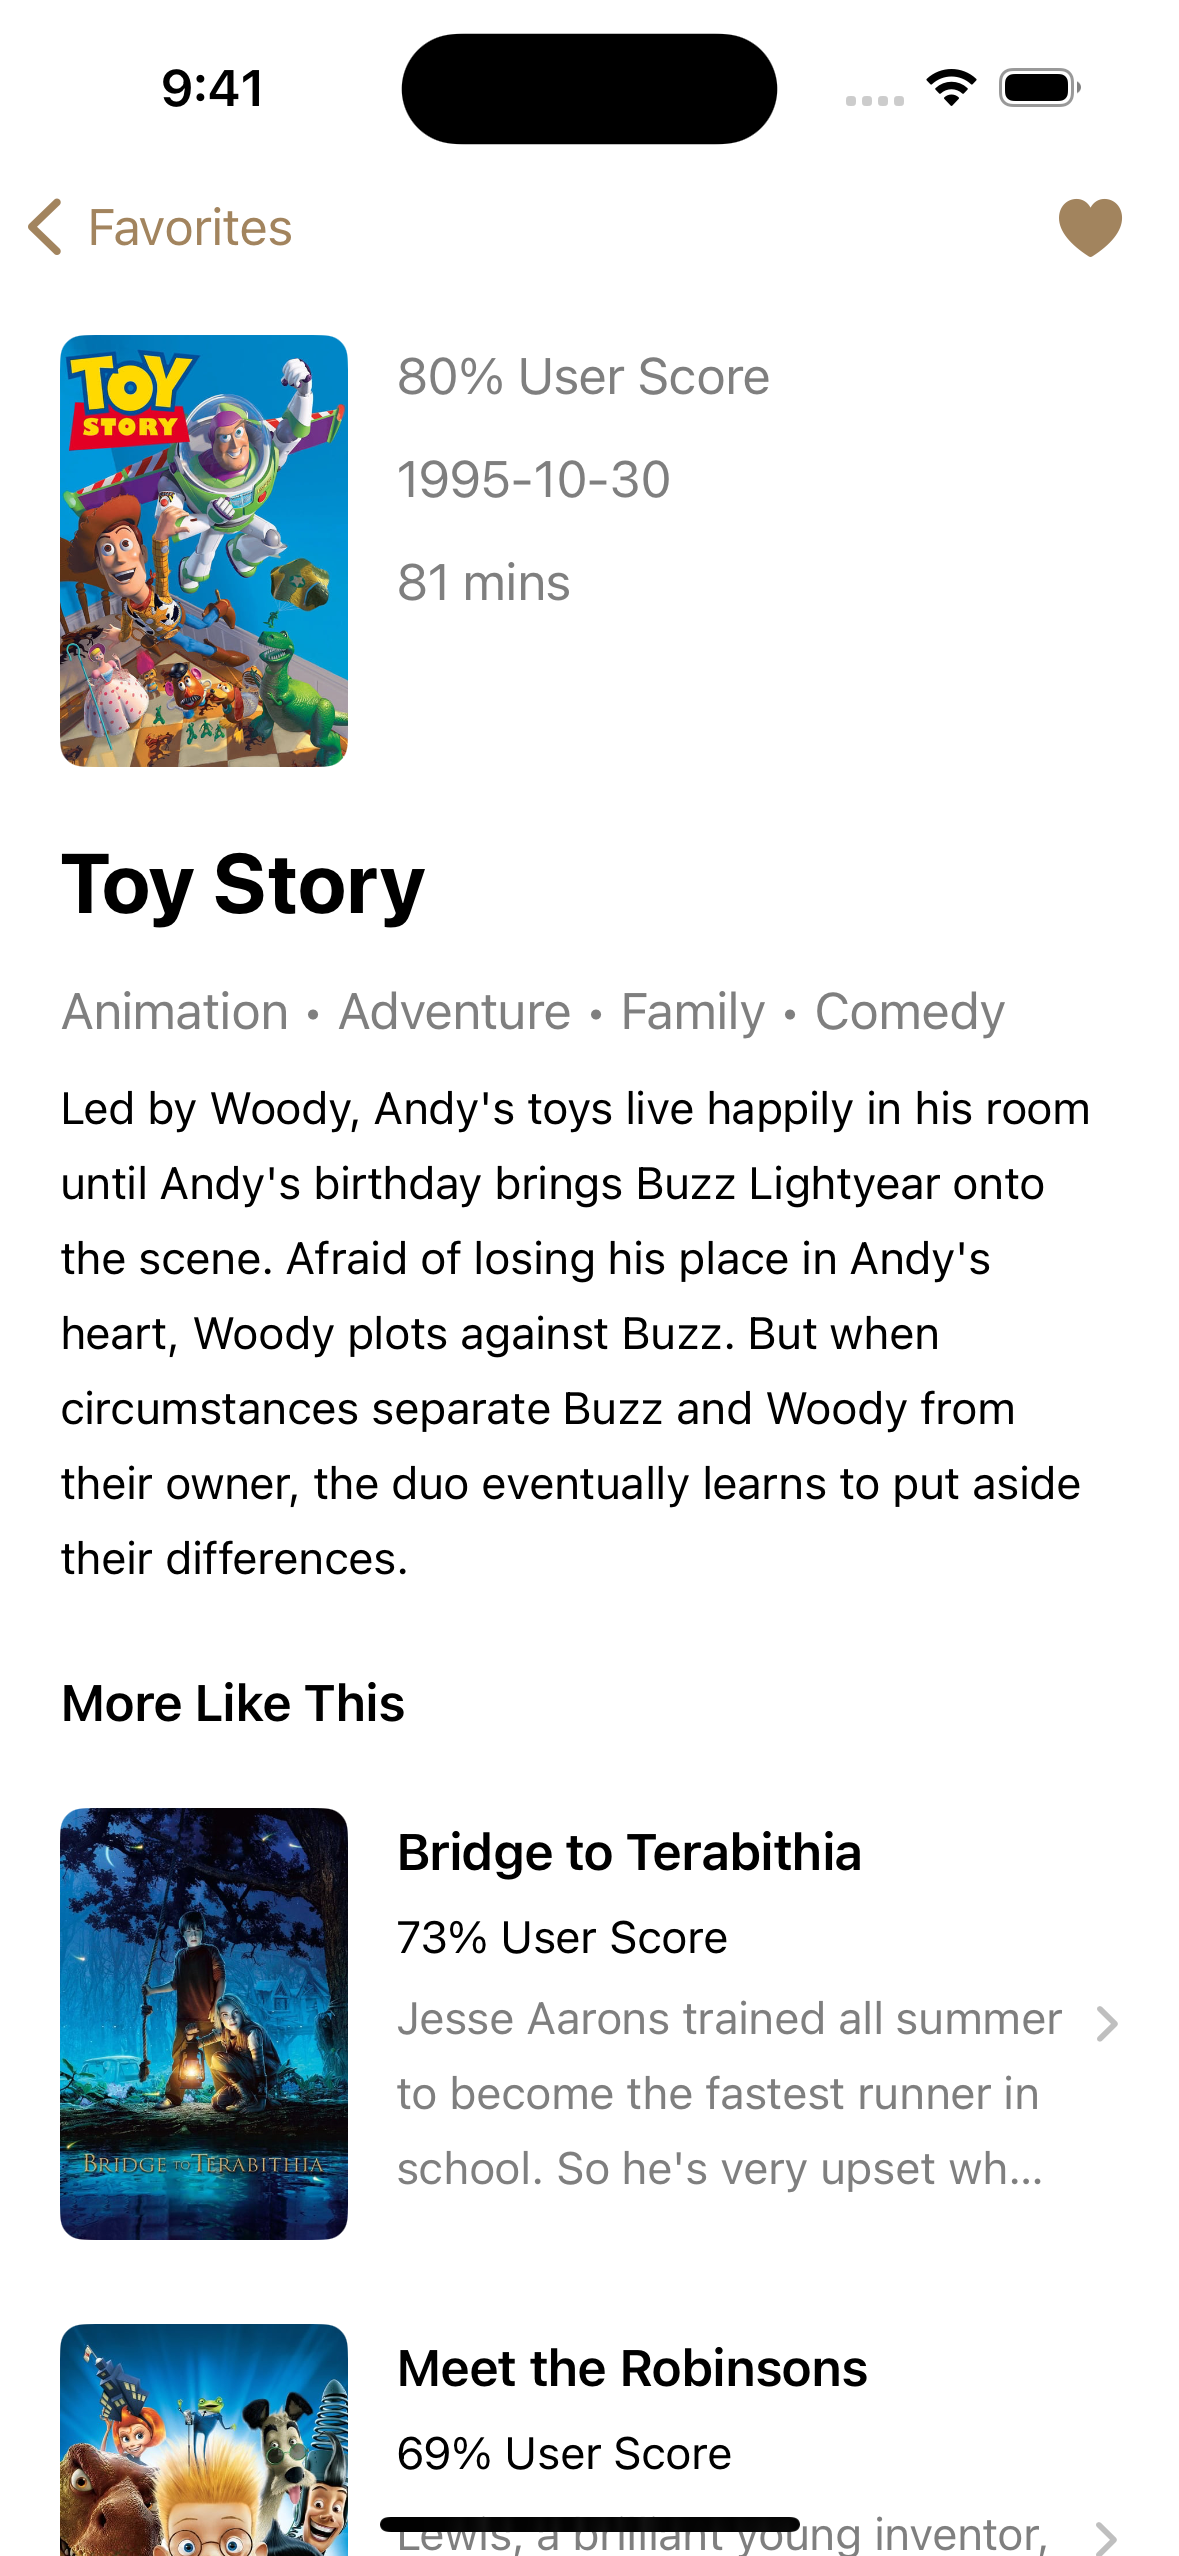 9:41
Favorites
TOY
STORY
80% User Score
1995-10-30
81 mins
Toy Story
Animation • Adventure • Family • Comedy
Led by Woody, Andy's toys live happily in his room
until Andy's birthday brings Buzz Lightyear onto
the scene. Afraid of losing his place in Andy's
heart, Woody plots against Buzz. But when
circumstances separate Buzz and Woody from
their owner, the duo eventually learns to put aside
their differences.
More Like This
BRIDGE TO TERABITHIA
Bridge to Terabithia
73% User Score
Jesse Aarons trained all summer
to become the fastest runner in
school. So he's very upset wh...
Meet the Robinsons
69% User Score
Lewis, a brilliant young inventor,